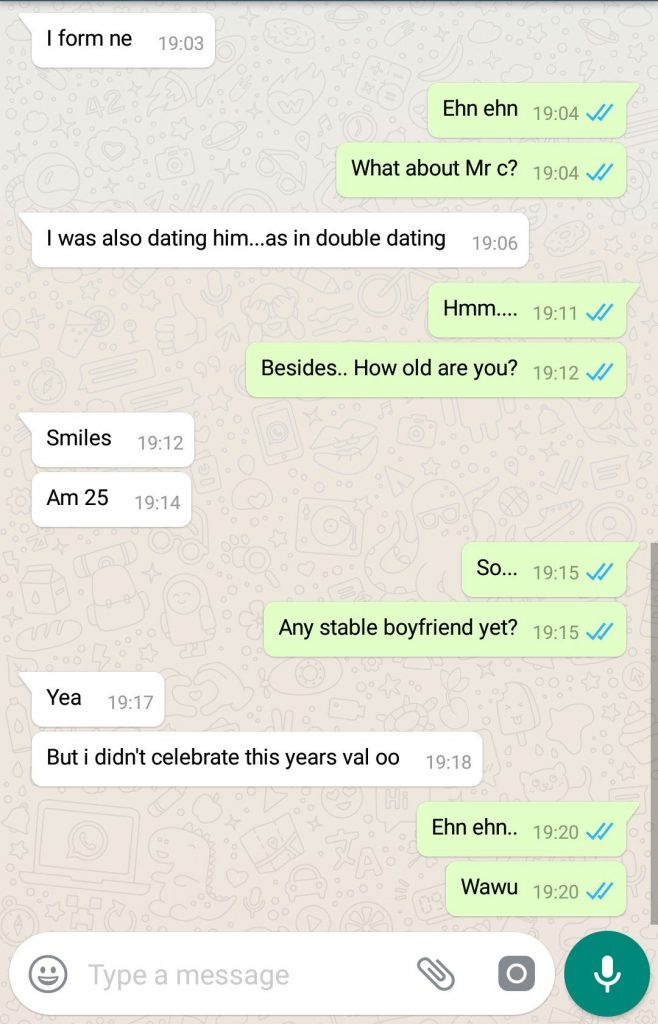 I form ne 19:03
Ehn ehn 19:04
What about Mr c? 19:04
I was also dating him...as in double dating 19:06
Hmm.... 19:11
Besides.. How old are you? 19:12
Smiles 19:12
Am 25 19:14
So... 19:15
Any stable boyfriend yet? 19:15
Yea 19:17
But i didn't celebrate this years val oo 19:18
Ehn ehn.. 19:20
Wawu 19:20
Type a message